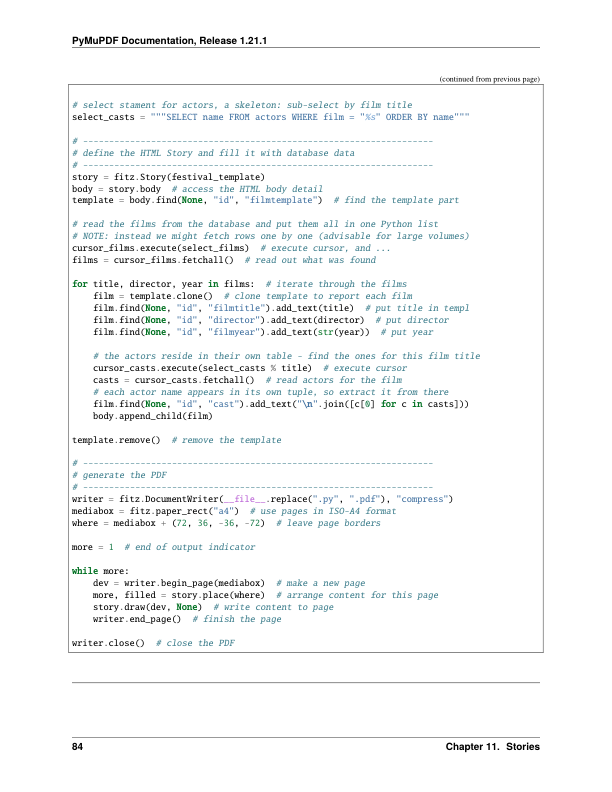 PyMuPDF Documentation, Release 1.21.1
(continued from previous page)
# select stament for actors, a skeleton: sub-select by film title
select_casts = """SELECT name FROM actors WHERE film = "%s" ORDER BY name"""
# -----------------------------------------------------------------
# define the HTML Story and fill it with database data
# -----------------------------------------------------------------
story = fitz.Story(festival_template)
body = story.body  # access the HTML body detail
template = body.find(None, "id", "filmtemplate")  # find the template part
# read the films from the database and put them all in one Python list
# NOTE: instead we might fetch rows one by one (advisable for large volumes)
cursor_films.execute(select_films)  # execute cursor, and ...
films = cursor_films.fetchall()  # read out what was found
for title, director, year in films:  # iterate through the films
    film = template.clone()  # clone template to report each film
    film.find(None, "id", "filmtitle").add_text(title)  # put title in templ
    film.find(None, "id", "director").add_text(director)  # put director
    film.find(None, "id", "filmyear").add_text(str(year))  # put year
    # the actors reside in their own table - find the ones for this film title
    cursor_casts.execute(select_casts % title)  # execute cursor
    casts = cursor_casts.fetchall()  # read actors for the film
    # each actor name appears in its own tuple, so extract it from there
    film.find(None, "id", "cast").add_text("\n".join([c[0] for c in casts]))
    body.append_child(film)
template.remove()  # remove the template
# -----------------------------------------------------------------
# generate the PDF
# -----------------------------------------------------------------
writer = fitz.DocumentWriter(__file__.replace(".py", ".pdf"), "compress")
mediabox = fitz.paper_rect("a4")  # use pages in ISO-A4 format
where = mediabox + (72, 36, -36, -72)  # leave page borders
more = 1  # end of output indicator
while more:
    dev = writer.begin_page(mediabox)  # make a new page
    more, filled = story.place(where)  # arrange content for this page
    story.draw(dev, None)  # write content to page
    writer.end_page()  # finish the page
writer.close()  # close the PDF
84
Chapter 11. Stories